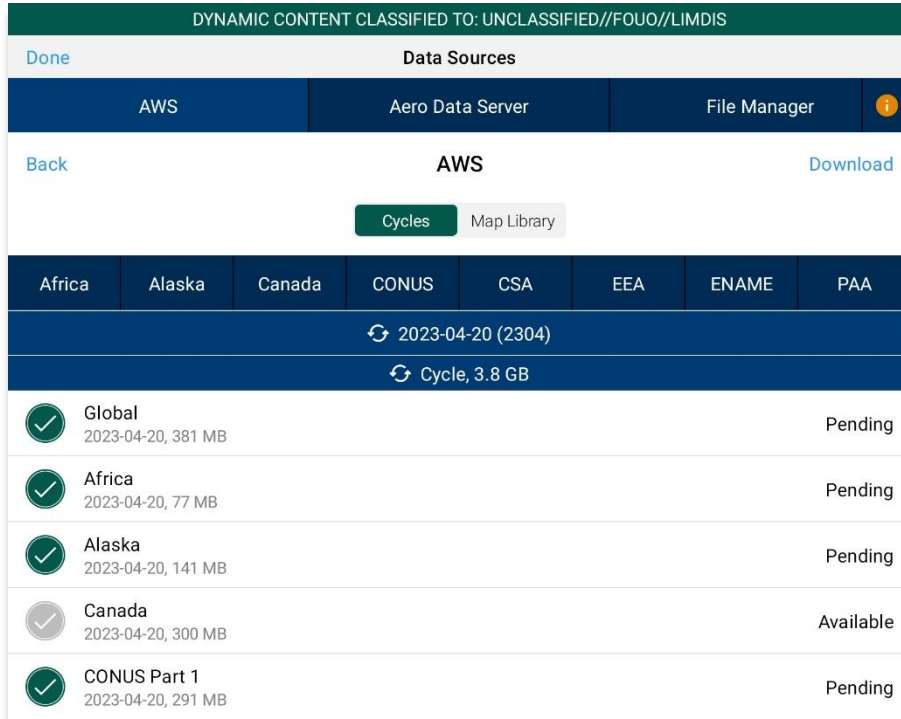 DYNAMIC CONTENT CLASSIFIED TO: UNCLASSIFIED//FOUO//LIMDIS
Done Data Sources
AWS Aero Data Server File Manager i
Back AWS Download
Cycles Map Library
Africa Alaska Canada CONUS CSA EEA ENAME PAA
2023-04-20 (2304)
Cycle, 3.8 GB
Global
2023-04-20, 381 MB
Pending
Africa
2023-04-20, 77 MB
Pending
Alaska
2023-04-20, 141 MB
Pending
Canada
2023-04-20, 300 MB
Available
CONUS Part 1
2023-04-20, 291 MB
Pending